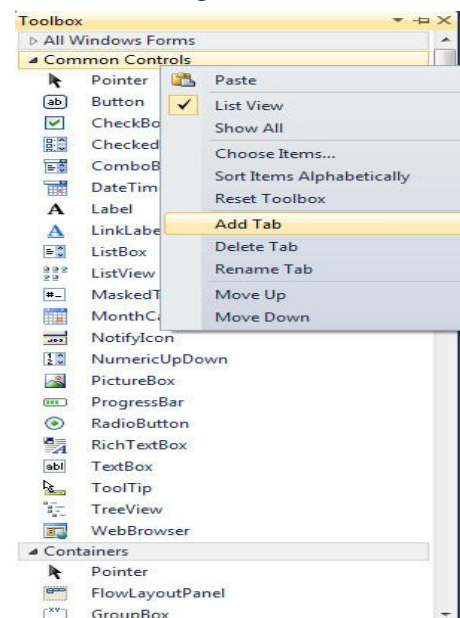 Toolbox
All Windows Forms
Common Controls
Pointer
Button
CheckBo
Checked
ComboB
DateTim
Label
LinkLabe
ListBox
ListView
MaskedT
MonthCa
NotifyIcon
NumericUpDown
PictureBox
ProgressBar
RadioButton
RichTextBox
TextBox
ToolTip
TreeView
WebBrowser
Containers
Pointer
FlowLayoutPanel
GroupBox
Paste
List View
Show All
Choose Items...
Sort Items Alphabetically
Reset Toolbox
Add Tab
Delete Tab
Rename Tab
Move Up
Move Down